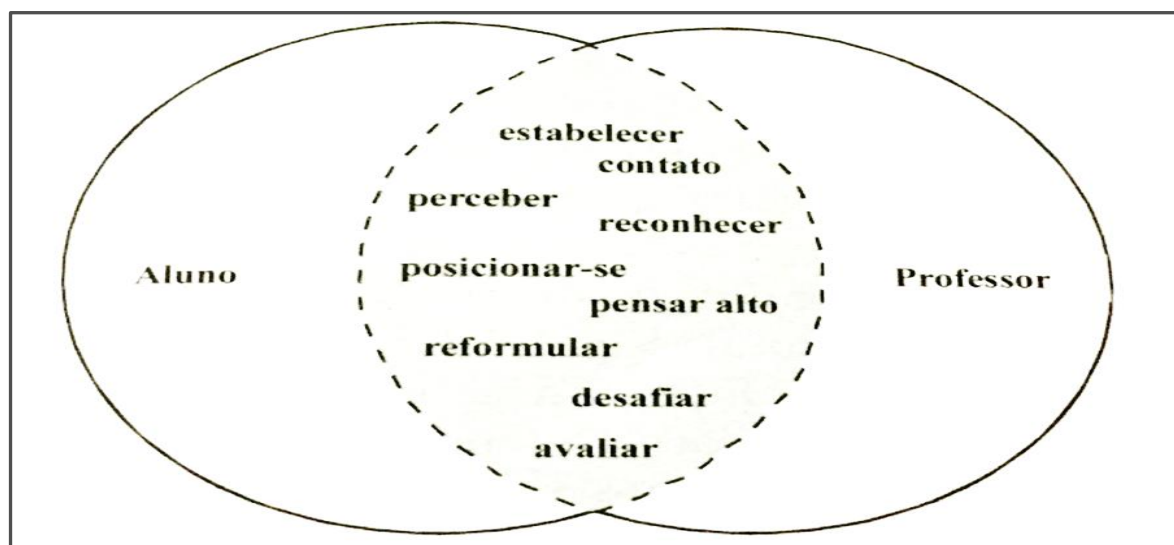 estabelecer
contato
perceber
reconhecer
Aluno
posicionar-se
Professor
pensar alto
reformular
desafiar
avaliar